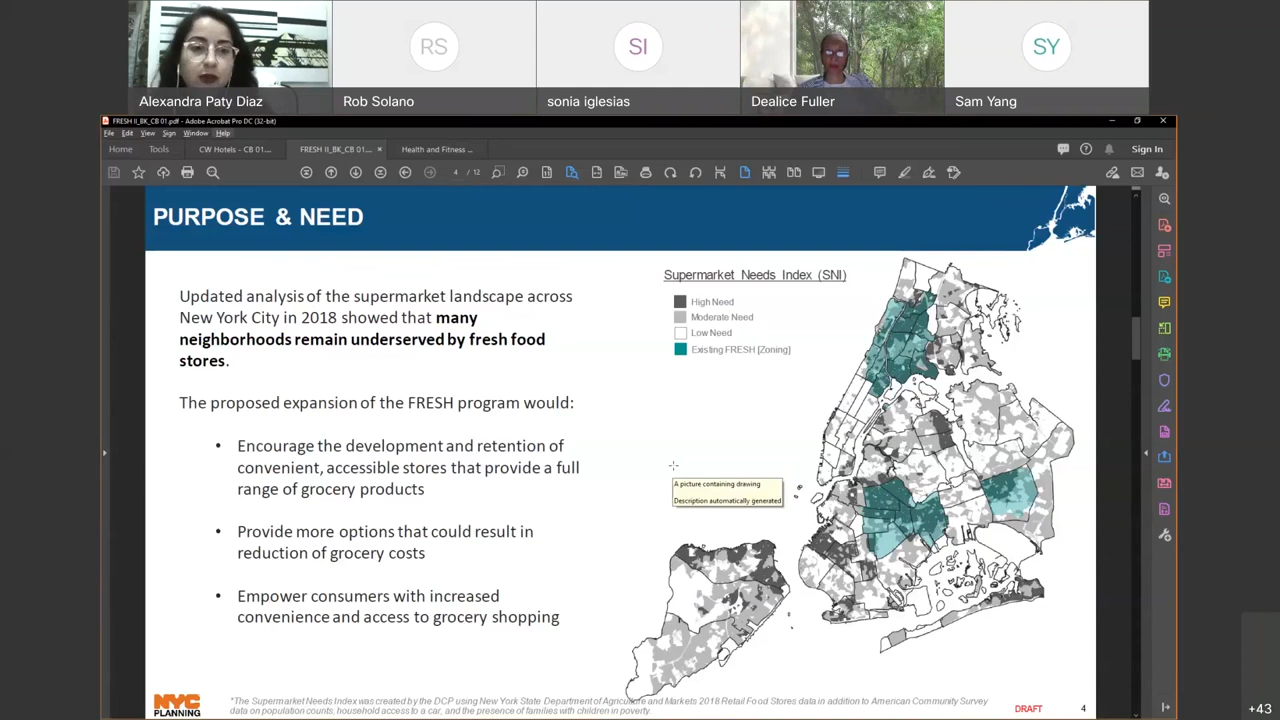 RS
SI
SY
Alexandra Paty Diaz
Rob Solano
sonia iglesias
Dealice Fuller
Sam Yang
FRESH II_BK_CB 01.pdf - Adobe Acrobat Pro DC (32-bit)
File Edit View Sign Window Help
Home Tools CW Hotels - CB 01.... FRESH II_BK_CB 01.... × Health and Fitness ... Sign In
4 / 12
PURPOSE & NEED
Updated analysis of the supermarket landscape across
New York City in 2018 showed that many
neighborhoods remain underserved by fresh food
stores.
The proposed expansion of the FRESH program would:
• Encourage the development and retention of
convenient, accessible stores that provide a full
range of grocery products
• Provide more options that could result in
reduction of grocery costs
• Empower consumers with increased
convenience and access to grocery shopping
Supermarket Needs Index (SNI)
High Need
Moderate Need
Low Need
Existing FRESH [Zoning]
A picture containing drawing
Description automatically generated
NYC
PLANNING
*The Supermarket Needs Index was created by the DCP using New York State Department of Agriculture and Markets 2018 Retail Food Stores data in addition to American Community Survey
data on population counts, household access to a car, and the presence of families with children in poverty.
DRAFT
4
+43